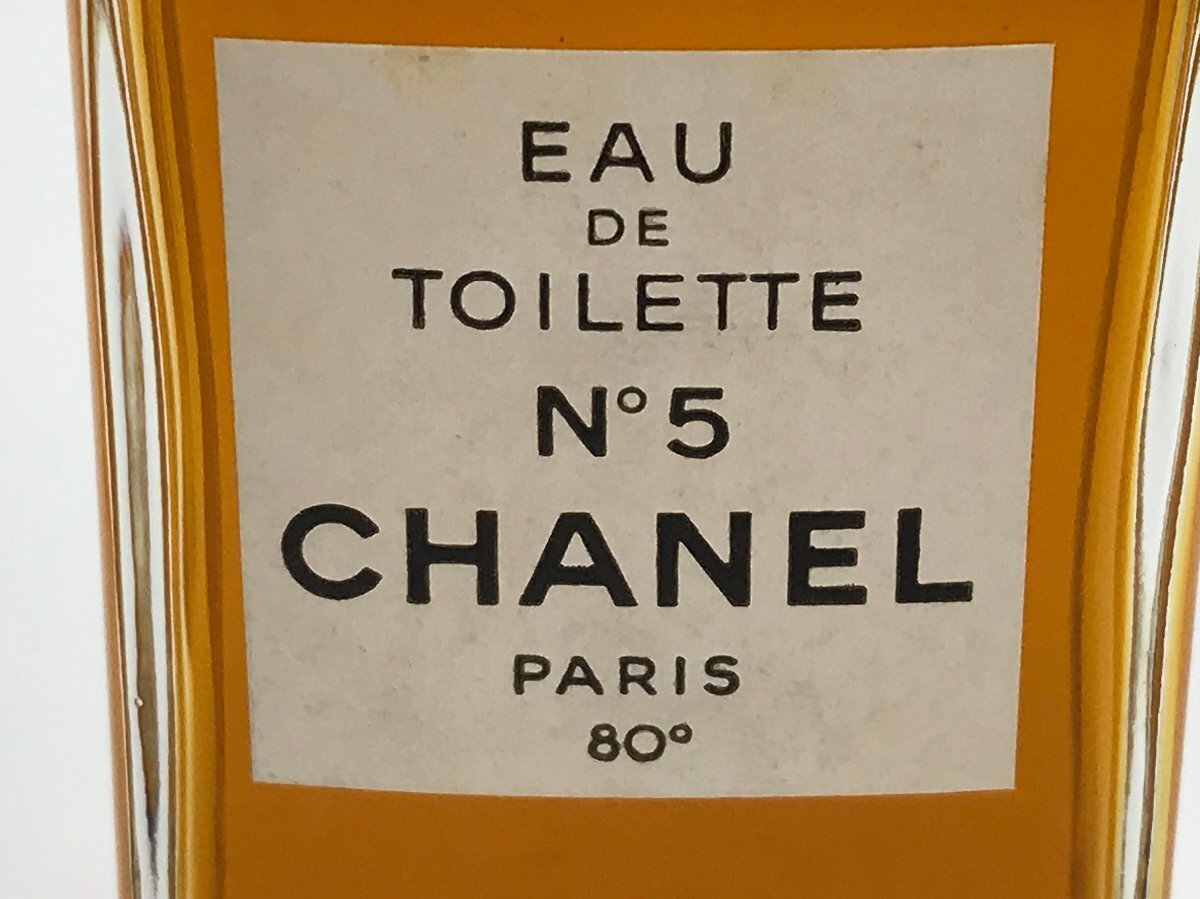 EAU
DE
TOILETTE
N° 5
CHANEL
PARIS
80°